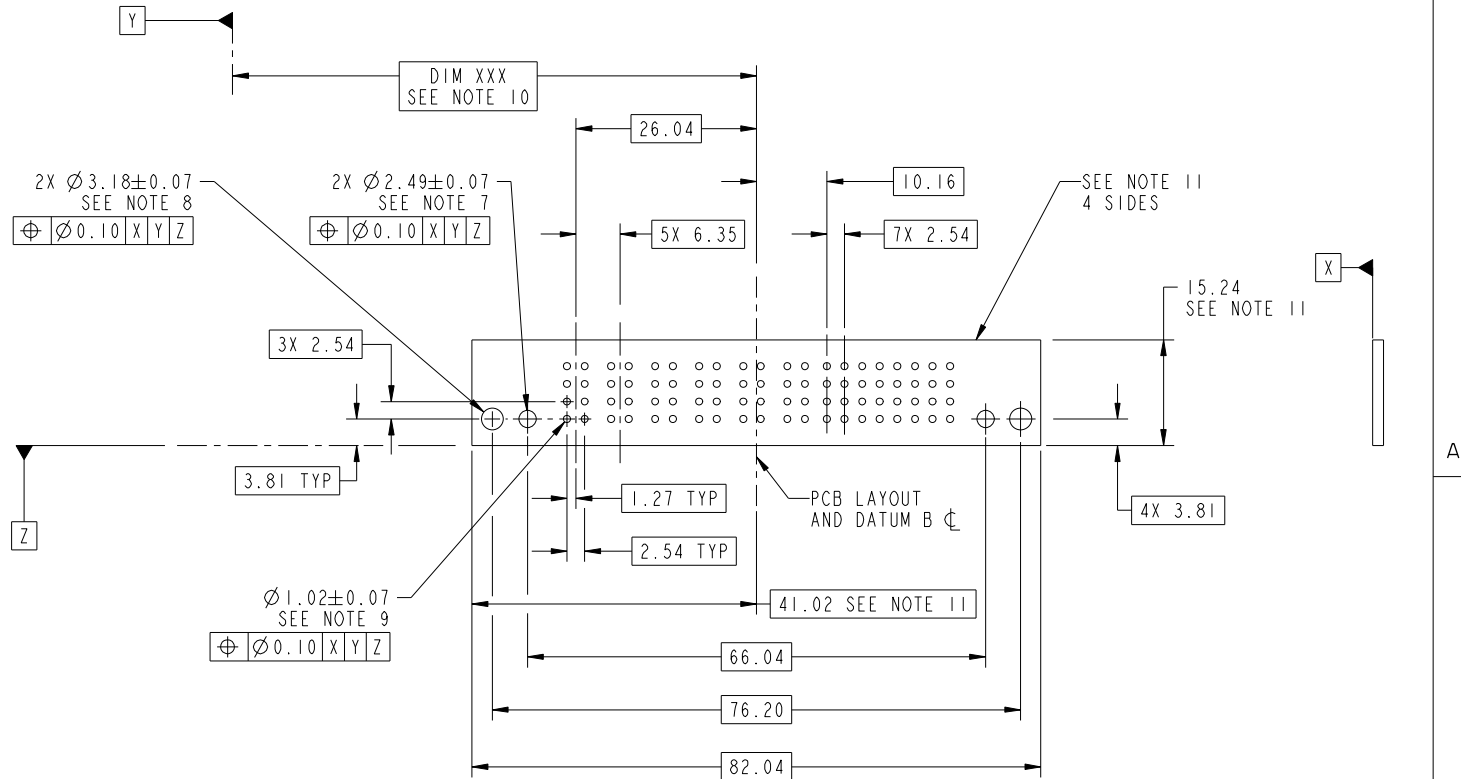 Y
DIM XXX
SEE NOTE 10
26.04
2X Ø3.18±0.07
SEE NOTE 8
⌖ Ø0.10 X Y Z
2X Ø2.49±0.07
SEE NOTE 7
⌖ Ø0.10 X Y Z
10.16
SEE NOTE 11
4 SIDES
5X 6.35
7X 2.54
X
15.24
SEE NOTE 11
3X 2.54
A
3.81 TYP
1.27 TYP
PCB LAYOUT
AND DATUM B ℄
4X 3.81
Z
2.54 TYP
Ø1.02±0.07
SEE NOTE 9
⌖ Ø0.10 X Y Z
41.02 SEE NOTE 11
66.04
76.20
82.04